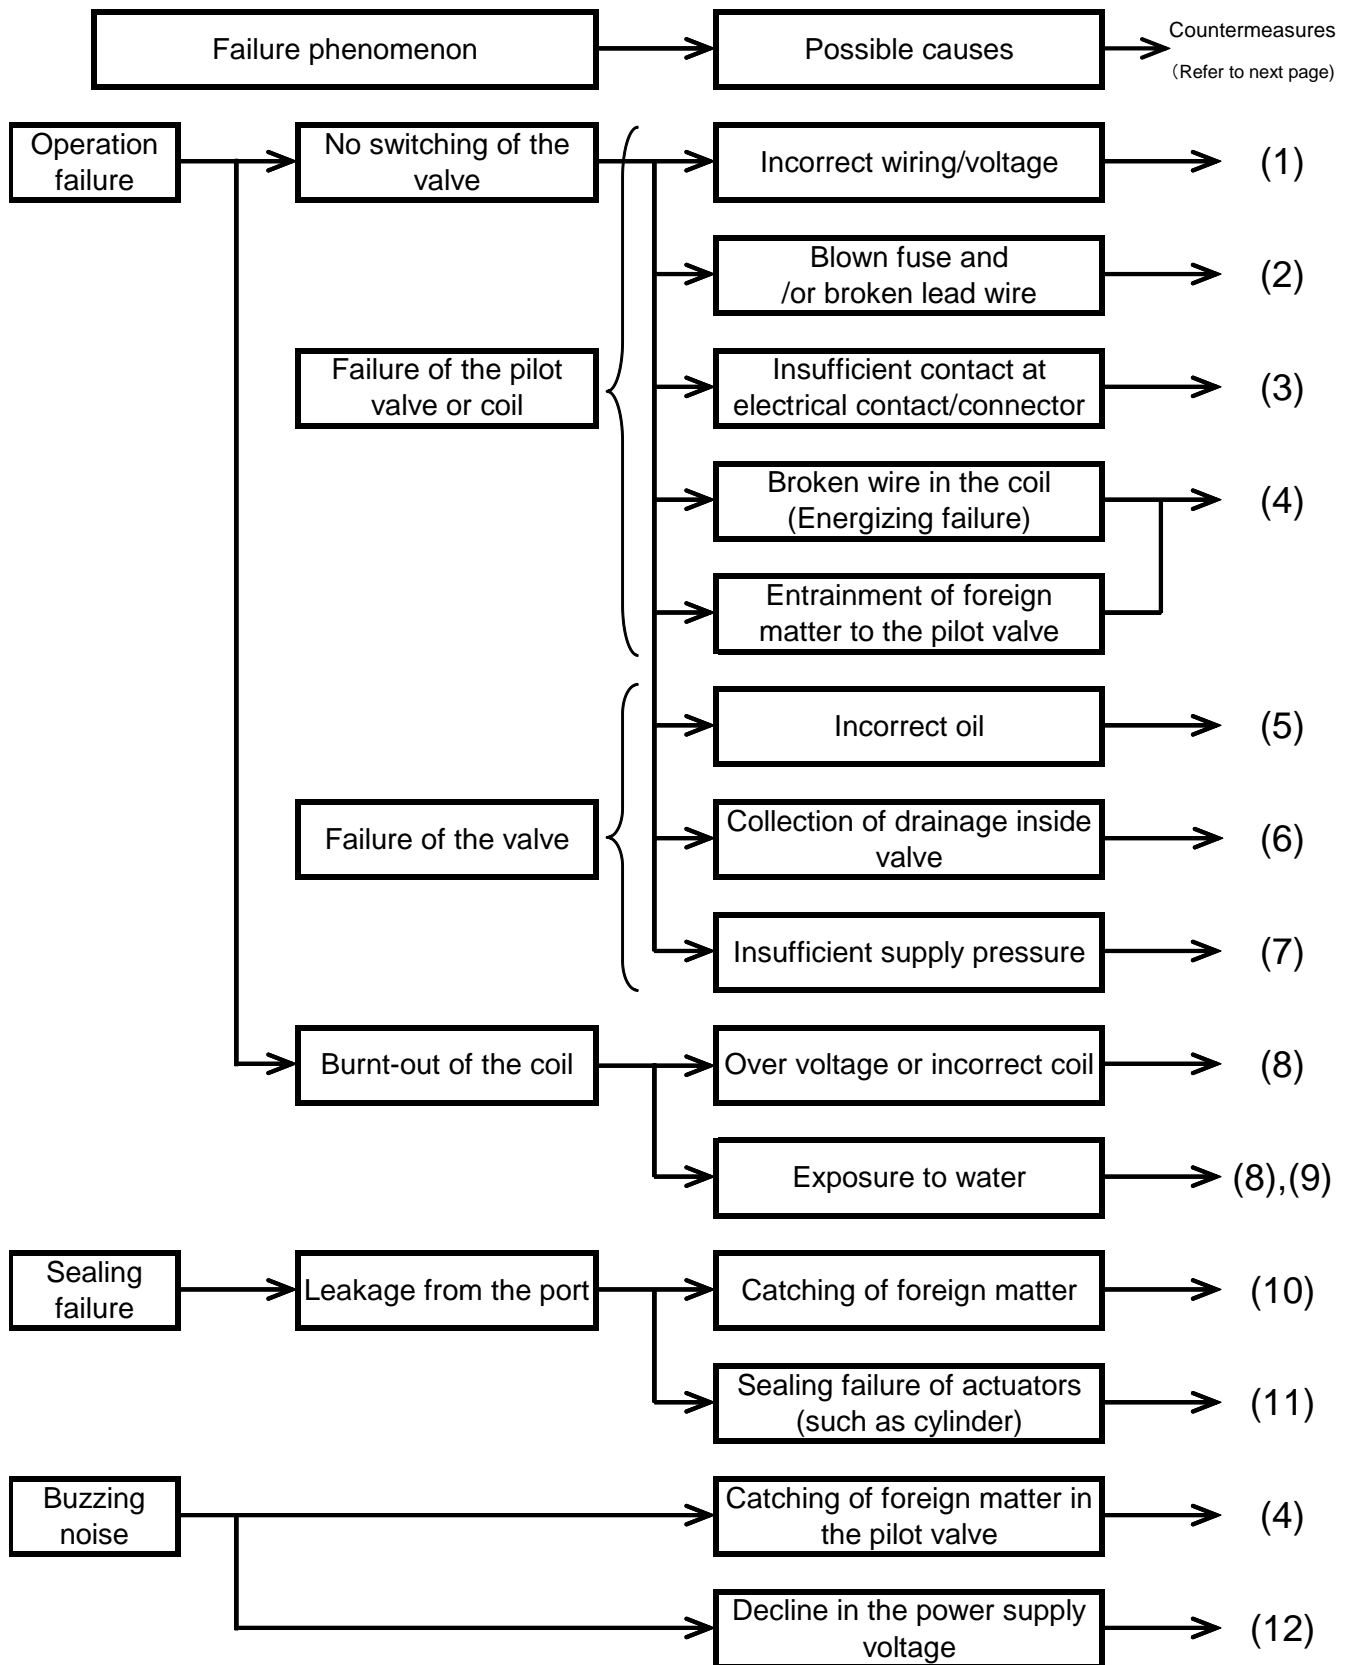 Failure phenomenon
Possible causes
Countermeasures
(Refer to next page)
Operation
failure
No switching of the
valve
Incorrect wiring/voltage
(1)
Blown fuse and
/or broken lead wire
(2)
Failure of the pilot
valve or coil
Insufficient contact at
electrical contact/connector
(3)
Broken wire in the coil
(Energizing failure)
(4)
Entrainment of foreign
matter to the pilot valve
Incorrect oil
(5)
Failure of the valve
Collection of drainage inside
valve
(6)
Insufficient supply pressure
(7)
Burnt-out of the coil
Over voltage or incorrect coil
(8)
Exposure to water
(8),(9)
Sealing
failure
Leakage from the port
Catching of foreign matter
(10)
Sealing failure of actuators
(such as cylinder)
(11)
Buzzing
noise
Catching of foreign matter in
the pilot valve
(4)
Decline in the power supply
voltage
(12)